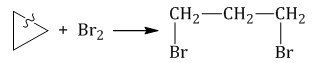 + Br₂ ⟶ CH₂—CH₂—CH₂
Br Br